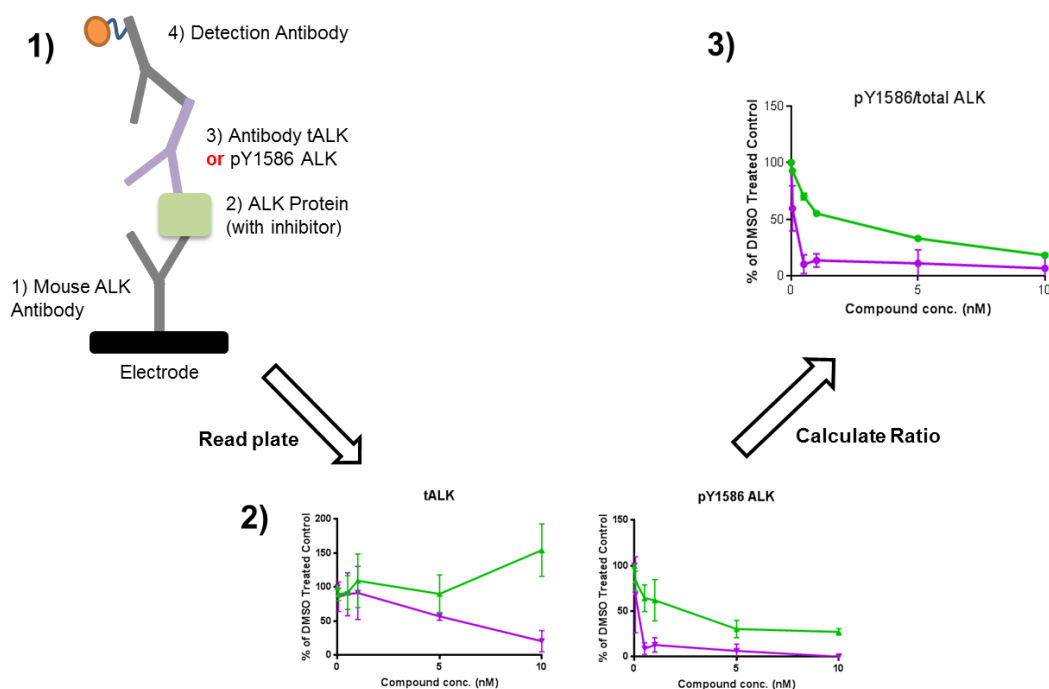 1)
4) Detection Antibody
3) Antibody tALK
or pY1586 ALK
2) ALK Protein
(with inhibitor)
1) Mouse ALK
Antibody
Electrode
Read plate
2)
tALK
% of DMSO Treated Control
200
150
100
50
0
0
5
10
Compound conc. (nM)
pY1586 ALK
% of DMSO Treated Control
150
100
50
0
0
5
10
Compound conc. (nM)
Calculate Ratio
3)
pY1586/total ALK
% of DMSO Treated Control
150
100
50
0
0
5
10
Compound conc. (nM)